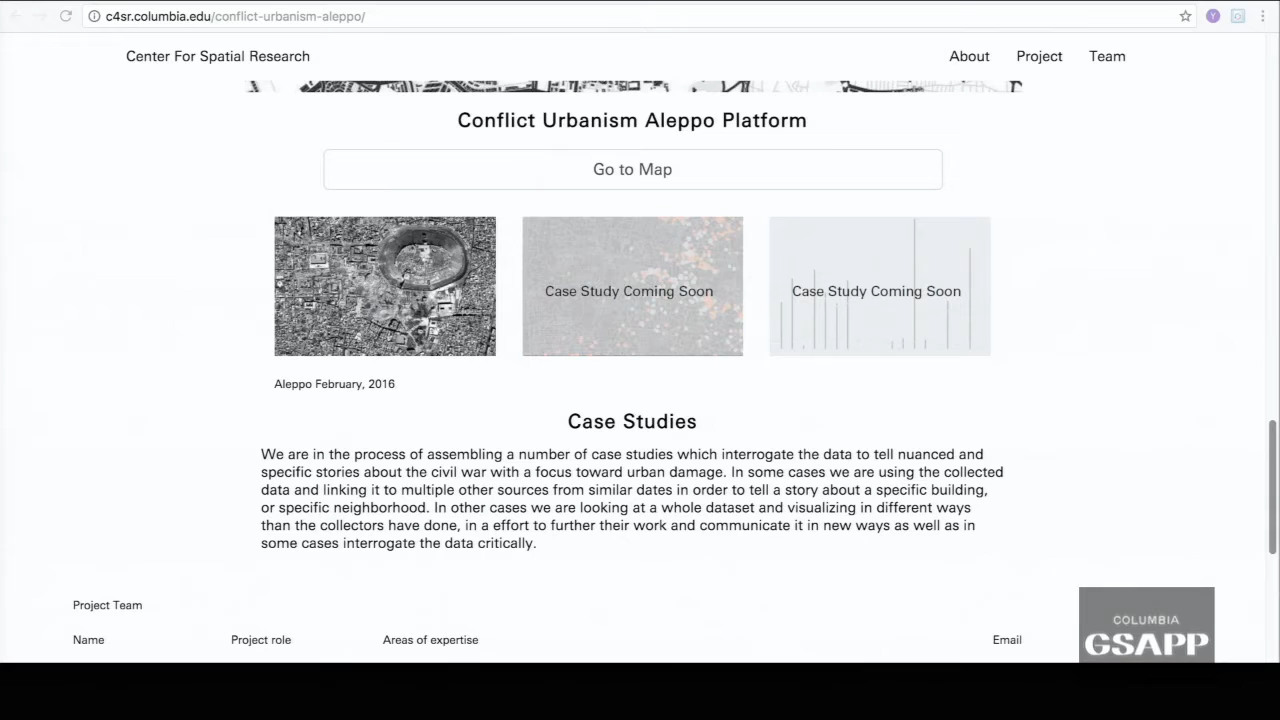 c4sr.columbia.edu/conflict-urbanism-aleppo/
Y
Center For Spatial Research
About Project Team
Conflict Urbanism Aleppo Platform
Go to Map
Case Study Coming Soon
Case Study Coming Soon
Aleppo February, 2016
Case Studies
We are in the process of assembling a number of case studies which interrogate the data to tell nuanced and
specific stories about the civil war with a focus toward urban damage. In some cases we are using the collected
data and linking it to multiple other sources from similar dates in order to tell a story about a specific building,
or specific neighborhood. In other cases we are looking at a whole dataset and visualizing in different ways
than the collectors have done, in a effort to further their work and communicate it in new ways as well as in
some cases interrogate the data critically.
Project Team
Name Project role Areas of expertise Email
COLUMBIA
GSAPP